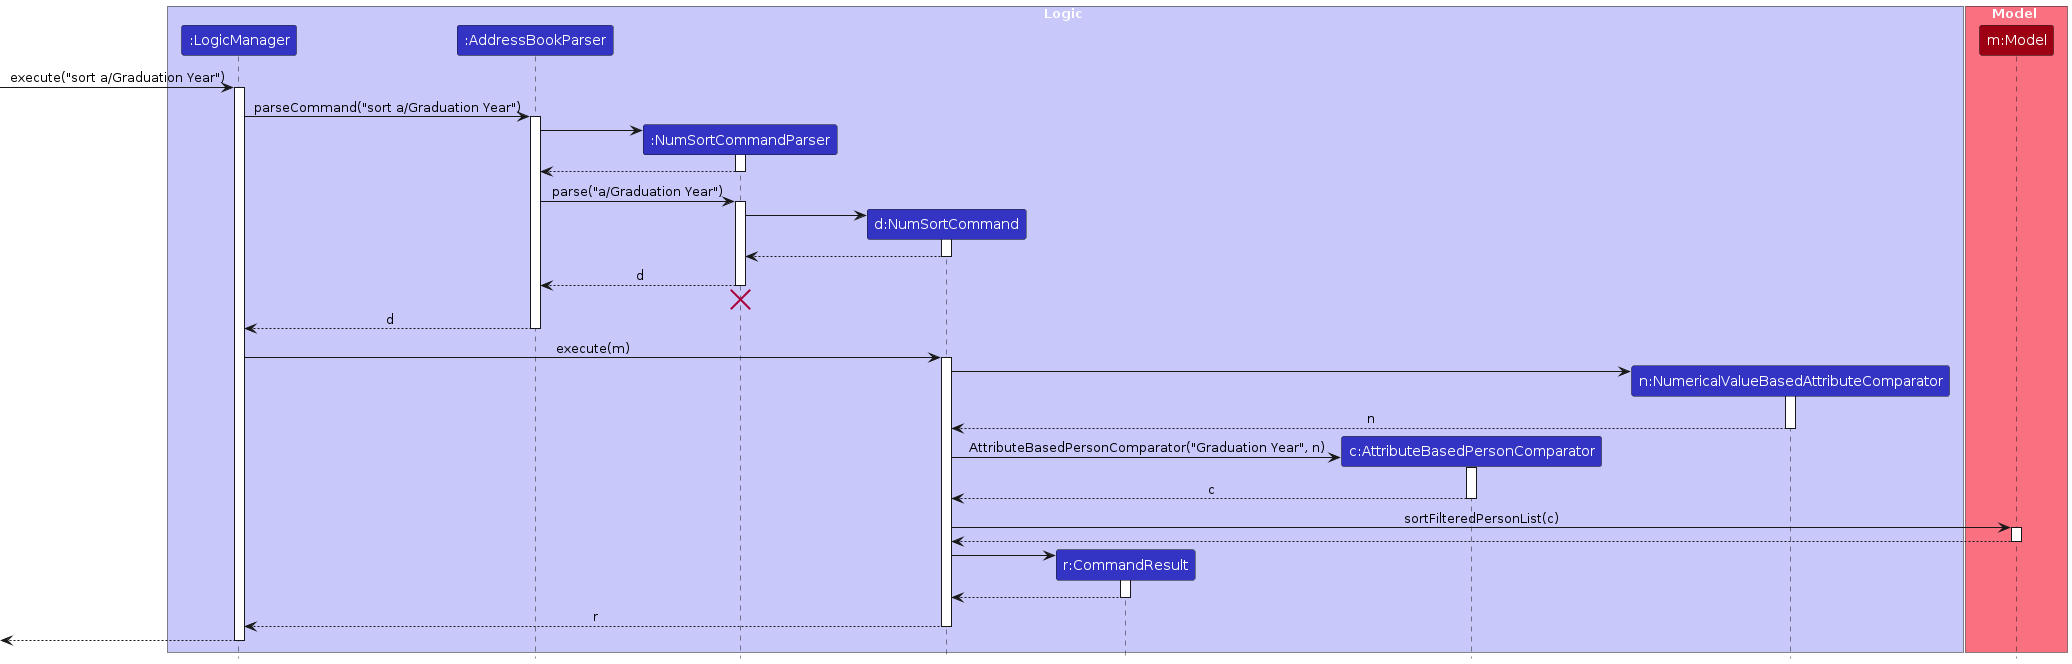 Logic
Model
:LogicManager
:AddressBookParser
m:Model
execute("sort a/Graduation Year")
parseCommand("sort a/Graduation Year")
:NumSortCommandParser
parse("a/Graduation Year")
d:NumSortCommand
d
d
execute(m)
n:NumericalValueBasedAttributeComparator
n
AttributeBasedPersonComparator("Graduation Year", n)
c:AttributeBasedPersonComparator
c
sortFilteredPersonList(c)
r:CommandResult
r